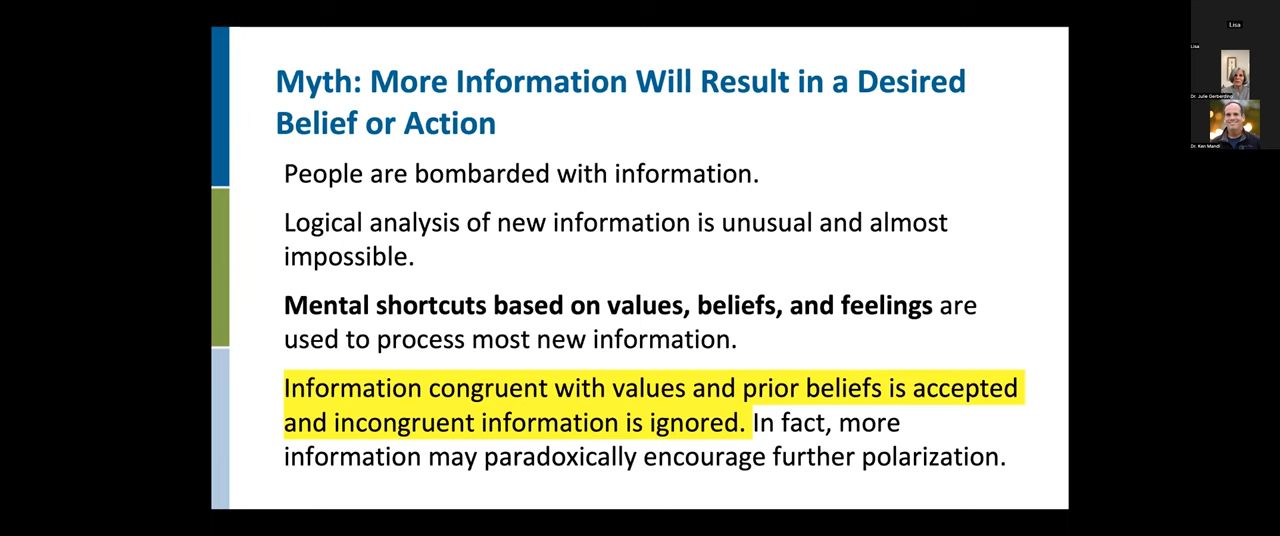 Myth: More Information Will Result in a Desired
Belief or Action
People are bombarded with information.
Logical analysis of new information is unusual and almost
impossible.
Mental shortcuts based on values, beliefs, and feelings are
used to process most new information.
Information congruent with values and prior beliefs is accepted
and incongruent information is ignored. In fact, more
information may paradoxically encourage further polarization.
Lisa
Lisa
Dr. Julie Gerberding
Dr. Ken Mandl